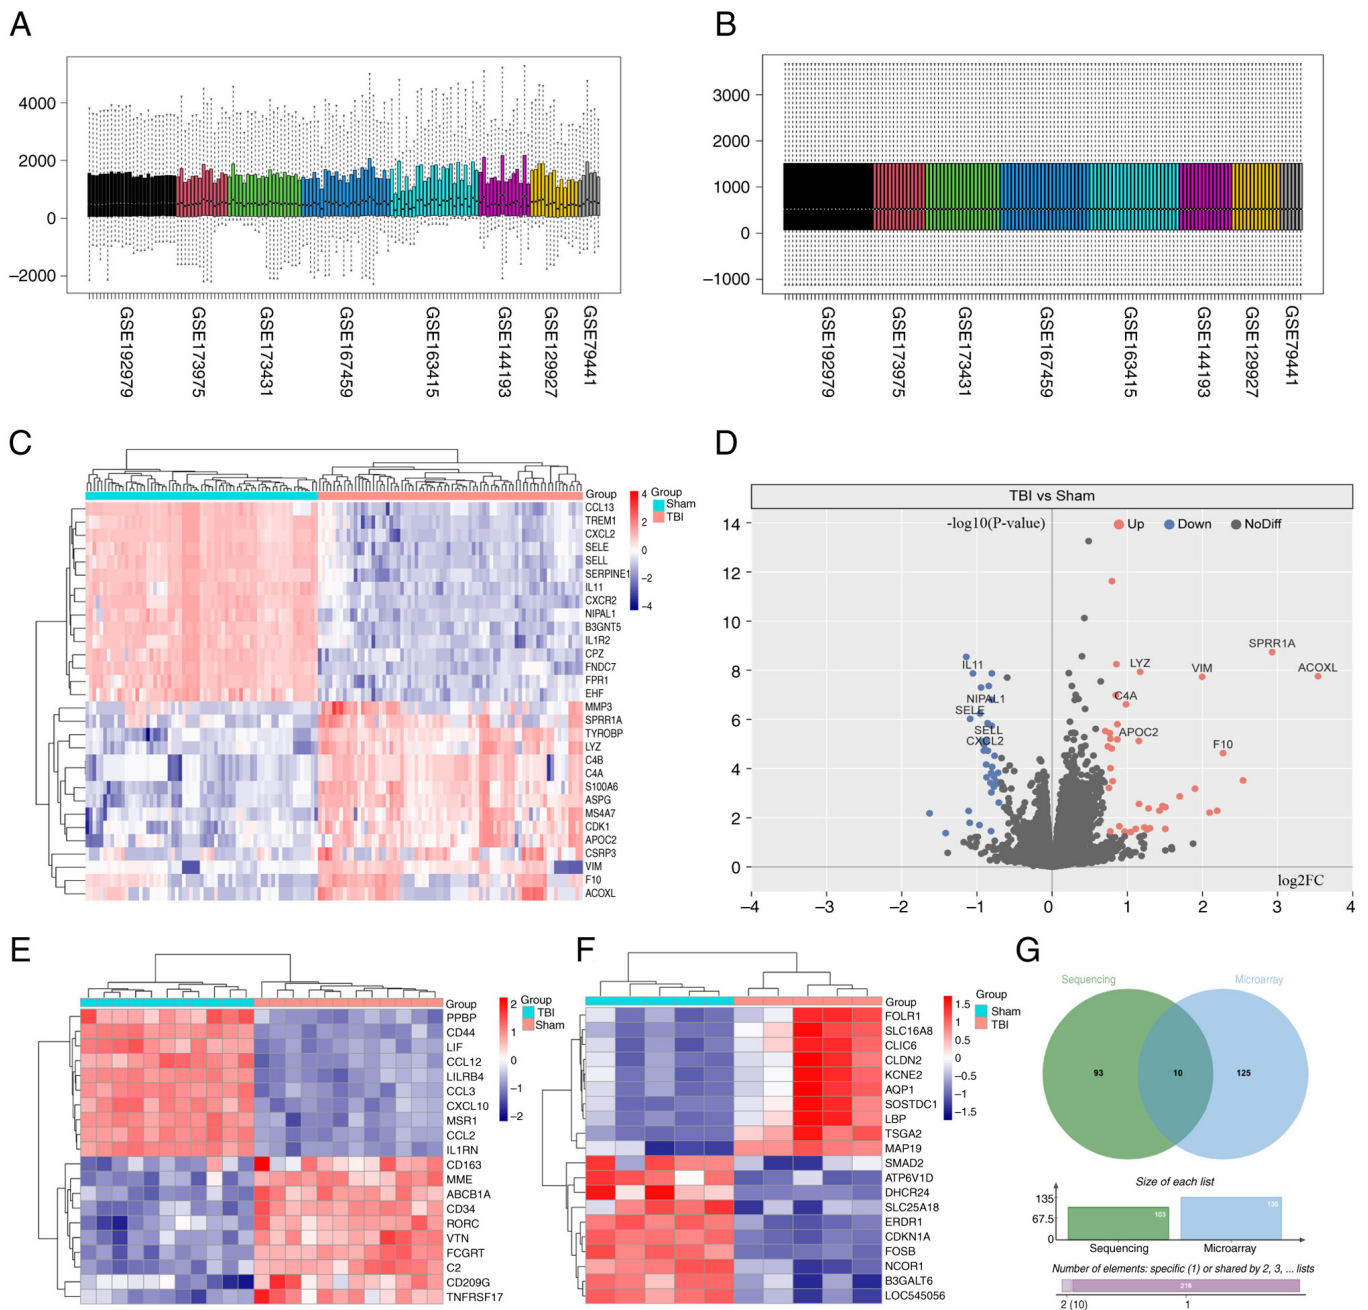 A
4000
2000
0
−2000
GSE192979
GSE173975
GSE173431
GSE1674559
GSE163415
GSE144193
GSE129927
GSE79441
B
3000
2000
1000
0
−1000
GSE192979
GSE173975
GSE173431
GSE1674559
GSE163415
GSE144193
GSE129927
GSE79441
C
Group
CCL13
TREM1
CXCL2
SELE
SELL
SERPINE1
IL11
CXCR2
NIPAL1
B3GNT5
IL1R2
CPZ
FNDC7
FPR1
EHF
MMP3
SPRR1A
TYROBP
LYZ
C4B
C4A
S100A6
ASPG
MS4A7
CDK1
APOC2
CSRP3
VIM
F10
ACOXL
4
2
0
−2
−4
Group
Sham
TBI
D
TBI vs Sham
-log10(P-value)
Up
Down
NoDiff
14
12
10
8
6
4
2
0
SPRR1A
ACOXL
VIM
LYZ
C4A
APOC2
F10
IL11
NIPAL1
SELE
SELL
CXCL2
log2FC
−4
−3
−2
−1
0
1
2
3
4
E
Group
PPBP
CD44
LIF
CCL12
LILRB4
CCL3
CXCL10
MSR1
CCL2
IL1RN
CD163
MME
ABCB1A
CD34
RORC
VTN
FCGRT
C2
CD209G
TNFRSF17
2
1
0
−1
−2
Group
TBI
Sham
F
Group
FOLR1
SLC16A8
CLIC6
CLDN2
KCNE2
AQP1
SOSTDC1
LBP
TSGA2
MAP19
SMAD2
ATP6V1D
DHCR24
SLC25A18
ERDR1
CDKN1A
FOSB
NCOR1
B3GALT6
LOC545056
1.5
1.0
0.5
0
−0.5
−1.0
−1.5
Group
Sham
TBI
G
Sequencing
Microarray
93
10
125
Size of each list
135
67.5
0
103
135
Sequencing
Microarray
Number of elements: specific (1) or shared by 2, 3, ... lists
218
2 (10)
1